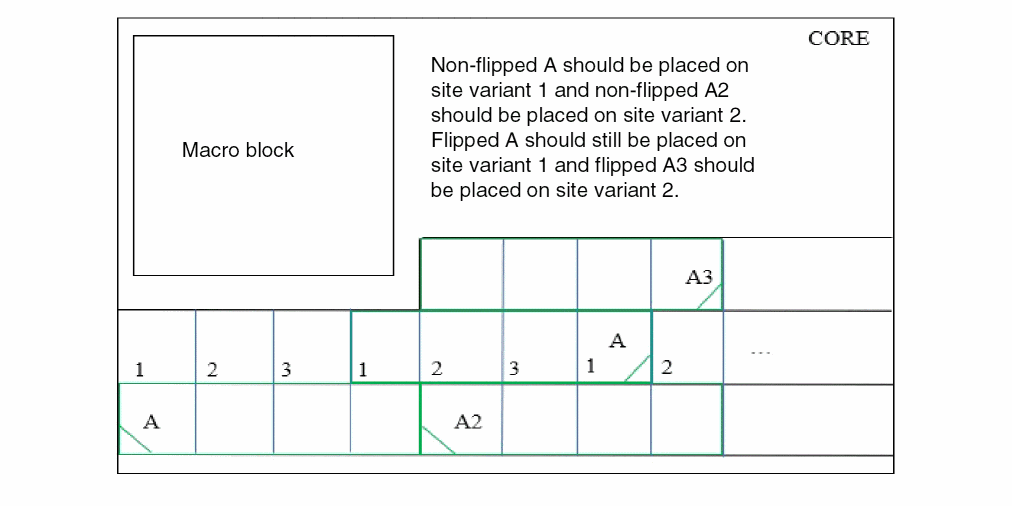 CORE
Non-flipped A should be placed on
site variant 1 and non-flipped A2
should be placed on site variant 2.
Flipped A should still be placed on
site variant 1 and flipped A3 should
be placed on site variant 2.
Macro block
A3
A
1 2 3 1 2 3 1 2 ...
A A2